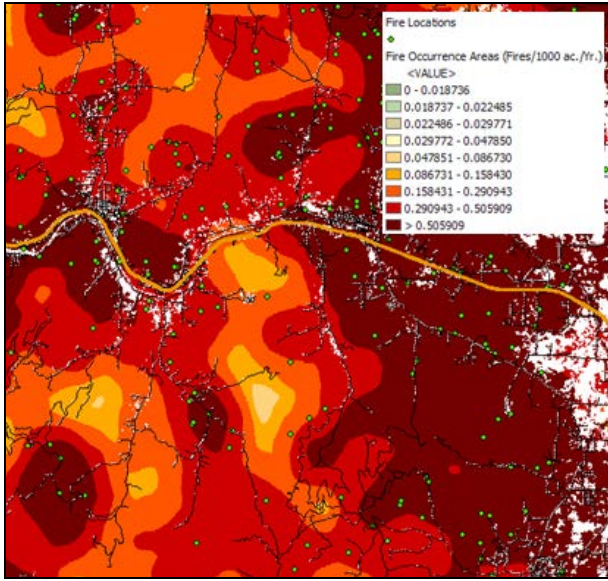 Fire Locations
Fire Occurrence Areas (Fires/1000 ac./Yr.)
<VALUE>
0 - 0.018736
0.018737 - 0.022485
0.022486 - 0.029771
0.029772 - 0.047850
0.047851 - 0.086730
0.086731 - 0.158430
0.158431 - 0.290943
0.290943 - 0.505909
> 0.505909